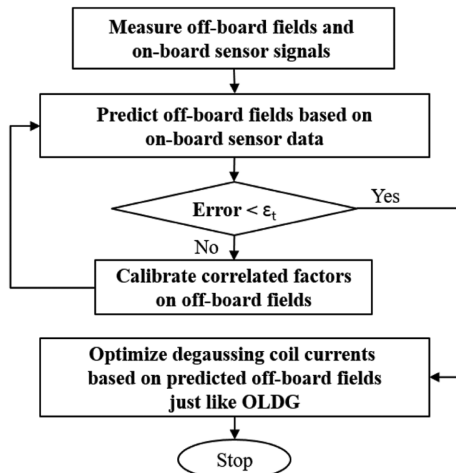 Measure off-board fields and
on-board sensor signals
Predict off-board fields based on
on-board sensor data
Error < εt
Yes
No
Calibrate correlated factors
on off-board fields
Optimize degaussing coil currents
based on predicted off-board fields
just like OLDG
Stop